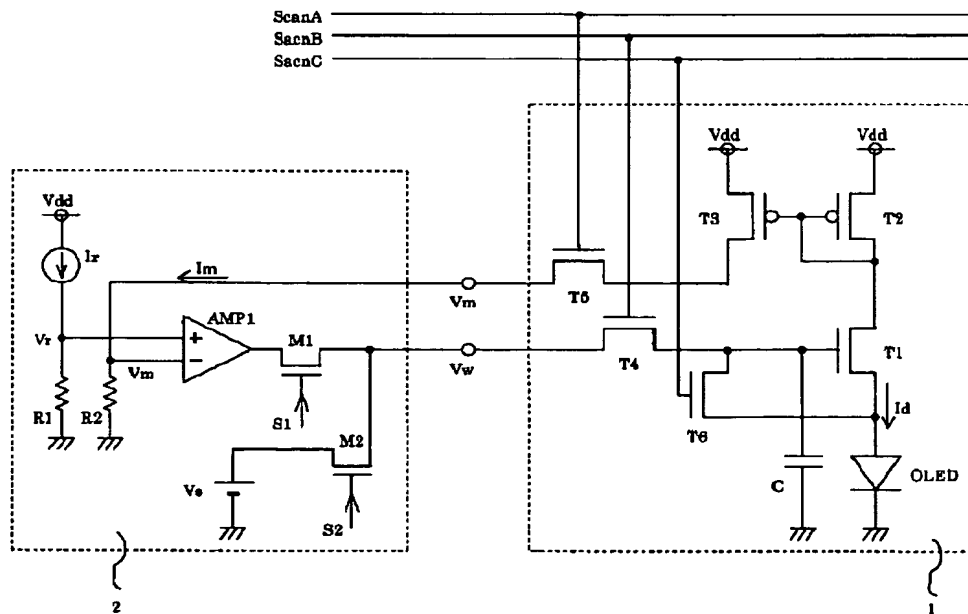 ScanA
SacnB
SacnC
Vdd
Vdd
Vdd
T3
T2
Ir
Im
Vm
T5
AMP1
Vr
+
−
Vm
M1
Vw
T4
T1
R1
R2
S1
M2
T6
Id
Vs
S2
C
OLED
2
1